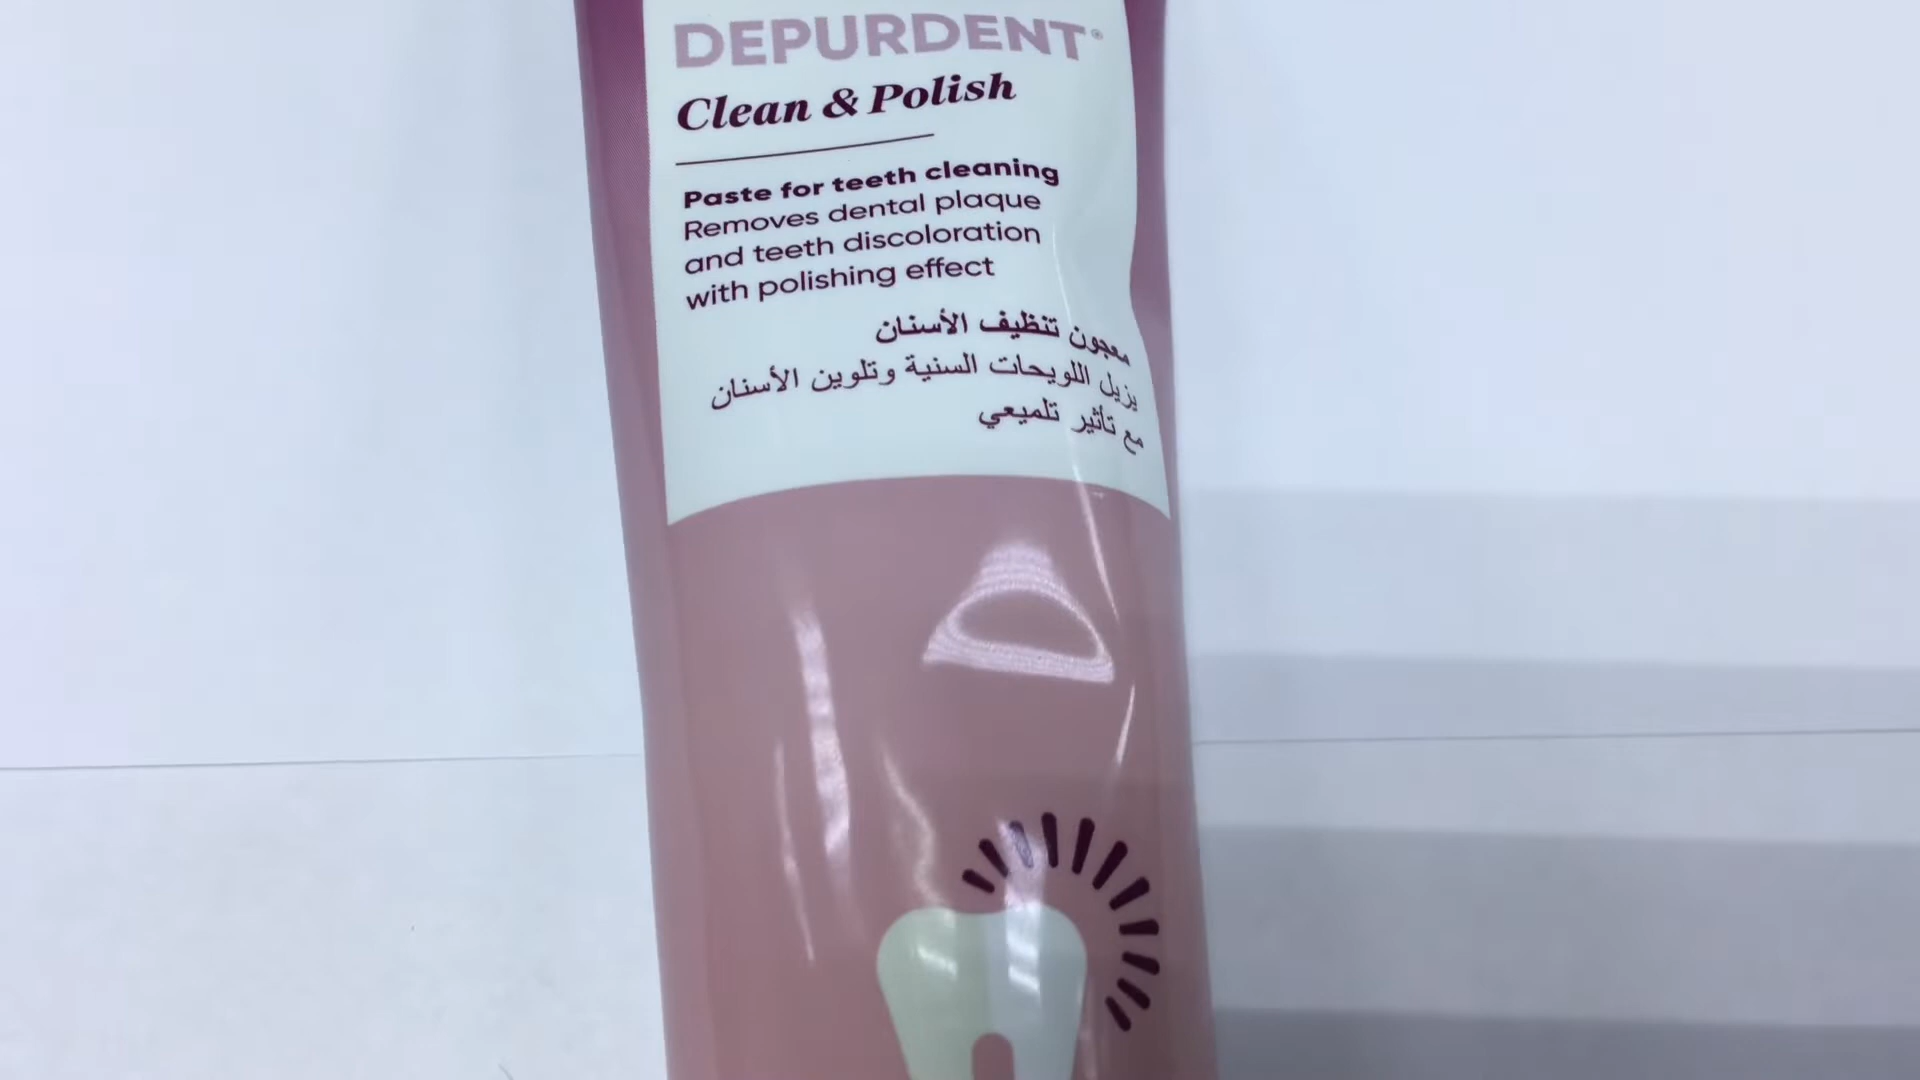 DEPURDENT®
Clean & Polish
Paste for teeth cleaning
Removes dental plaque
and teeth discoloration
with polishing effect
معجون تنظيف الأسنان
يزيل اللويحات السنية وتلوين الأسنان
مع تأثير تلميعي